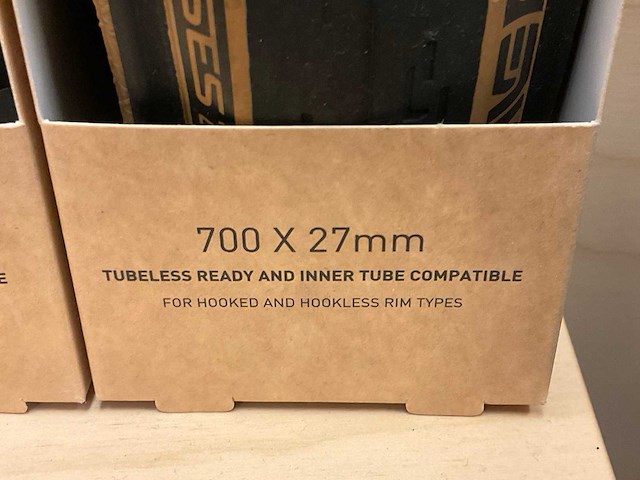 700 X 27mm
TUBELESS READY AND INNER TUBE COMPATIBLE
FOR HOOKED AND HOOKLESS RIM TYPES